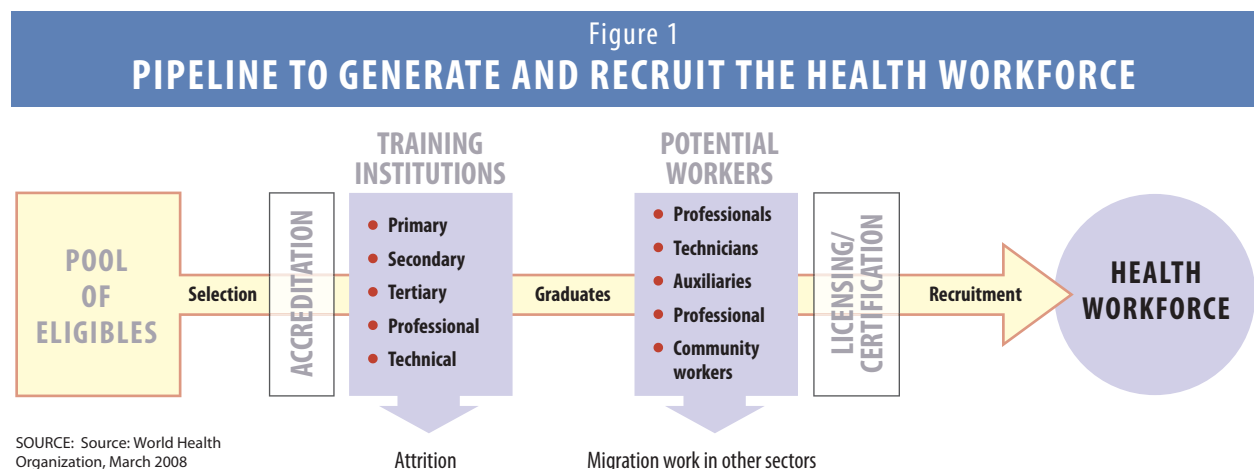 Figure 1
PIPELINE TO GENERATE AND RECRUIT THE HEALTH WORKFORCE
POOL
OF
ELIGIBLES
Selection
ACCREDITATION
TRAINING
INSTITUTIONS
Primary
Secondary
Tertiary
Professional
Technical
Attrition
Graduates
POTENTIAL
WORKERS
Professionals
Technicians
Auxiliaries
Professional
Community
workers
Migration work in other sectors
LICENSING/
CERTIFICATION
Recruitment
HEALTH
WORKFORCE
SOURCE: Source: World Health
Organization, March 2008